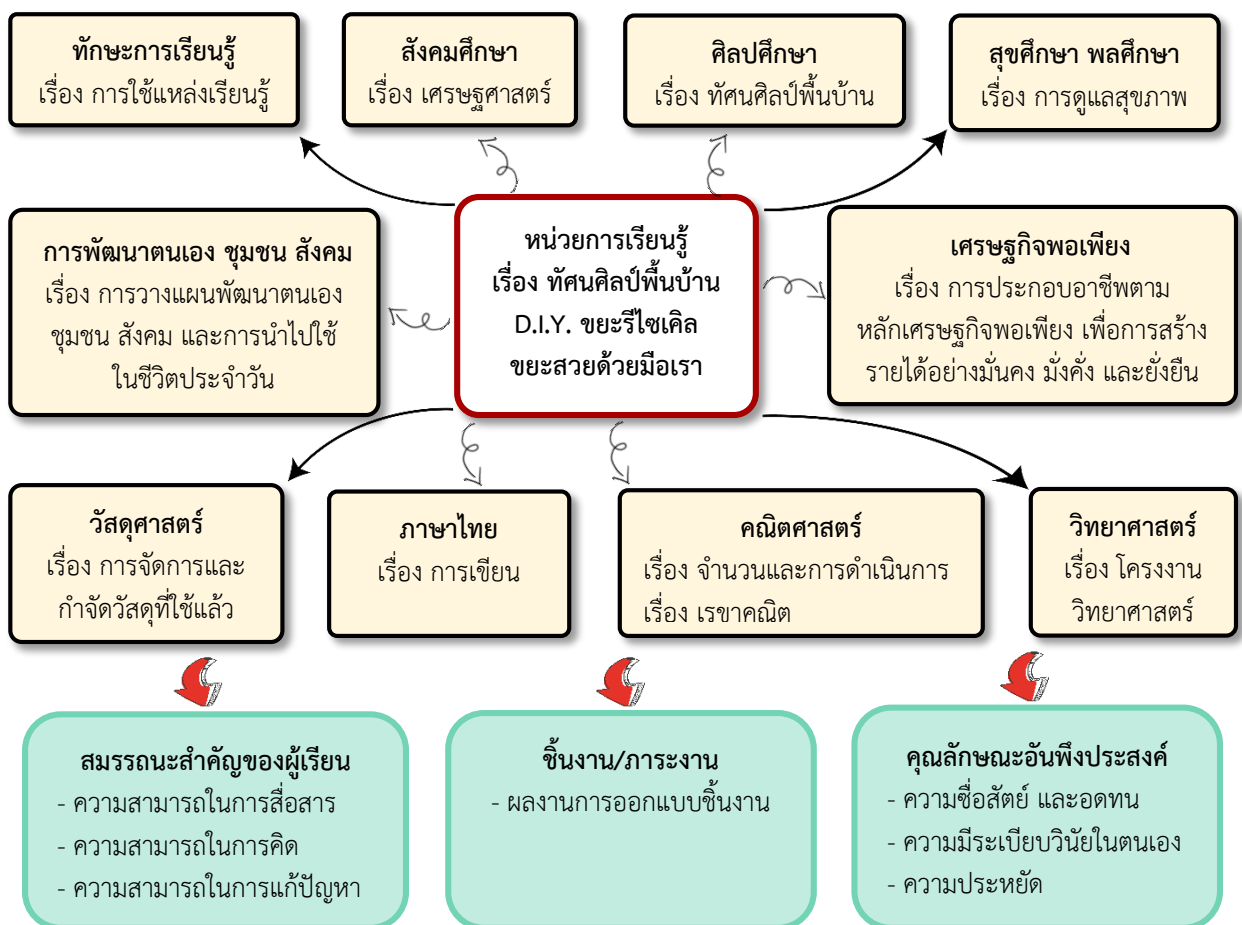 ทักษะการเรียนรู้
เรื่อง การใช้แหล่งเรียนรู้
สังคมศึกษา
เรื่อง เศรษฐศาสตร์
ศิลปศึกษา
เรื่อง ทัศนศิลป์พื้นบ้าน
สุขศึกษา พลศึกษา
เรื่อง การดูแลสุขภาพ
การพัฒนาตนเอง ชุมชน สังคม
เรื่อง การวางแผนพัฒนาตนเอง
ชุมชน สังคม และการนำไปใช้
ในชีวิตประจำวัน
หน่วยการเรียนรู้
เรื่อง ทัศนศิลป์พื้นบ้าน
D.I.Y. ขยะรีไซเคิล
ขยะสวยด้วยมือเรา
เศรษฐกิจพอเพียง
เรื่อง การประกอบอาชีพตาม
หลักเศรษฐกิจพอเพียง เพื่อการสร้าง
รายได้อย่างมั่นคง มั่งคั่ง และยั่งยืน
วัสดุศาสตร์
เรื่อง การจัดการและ
กำจัดวัสดุที่ใช้แล้ว
ภาษาไทย
เรื่อง การเขียน
คณิตศาสตร์
เรื่อง จำนวนและการดำเนินการ
เรื่อง เรขาคณิต
วิทยาศาสตร์
เรื่อง โครงงาน
วิทยาศาสตร์
สมรรถนะสำคัญของผู้เรียน
- ความสามารถในการสื่อสาร
- ความสามารถในการคิด
- ความสามารถในการแก้ปัญหา
ชิ้นงาน/ภาระงาน
- ผลงานการออกแบบชิ้นงาน
คุณลักษณะอันพึงประสงค์
- ความซื่อสัตย์ และอดทน
- ความมีระเบียบวินัยในตนเอง
- ความประหยัด